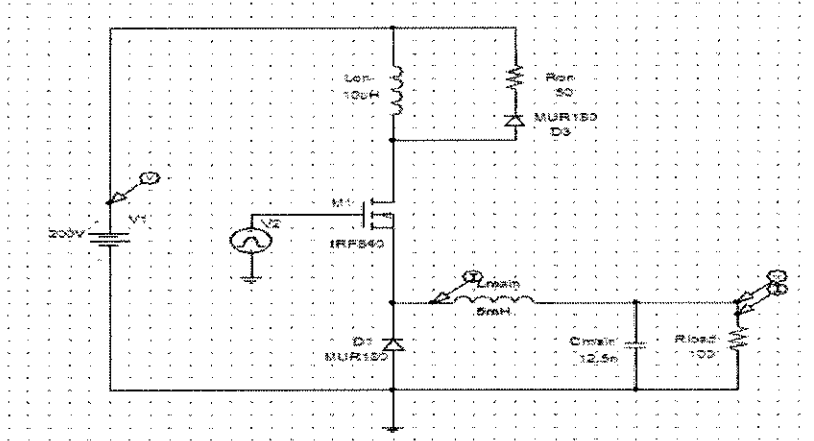 Lon
10uH
Ron
50
MUR150
D3
V
M1
V1
V2
200V
IRF840
Lmain
5mH
D1
MUR150
Cmain
12.5n
Rload
100